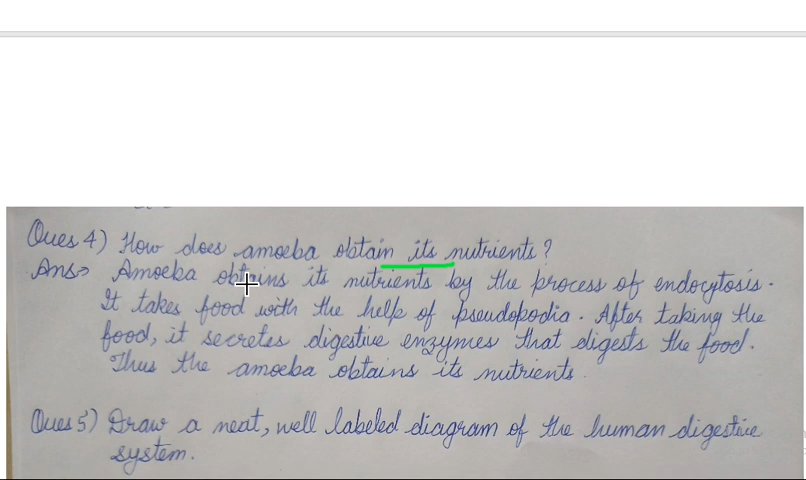 Ques 4) How does amoeba obtain its nutrients?
Ans→ Amoeba obtains its nutrients by the process of endocytosis.
It takes food with the help of pseudopodia. After taking the
food, it secretes digestive enzymes that digests the food.
Thus the amoeba obtains its nutrients.
Ques 5) Draw a neat, well labeled diagram of the human digestive
system.